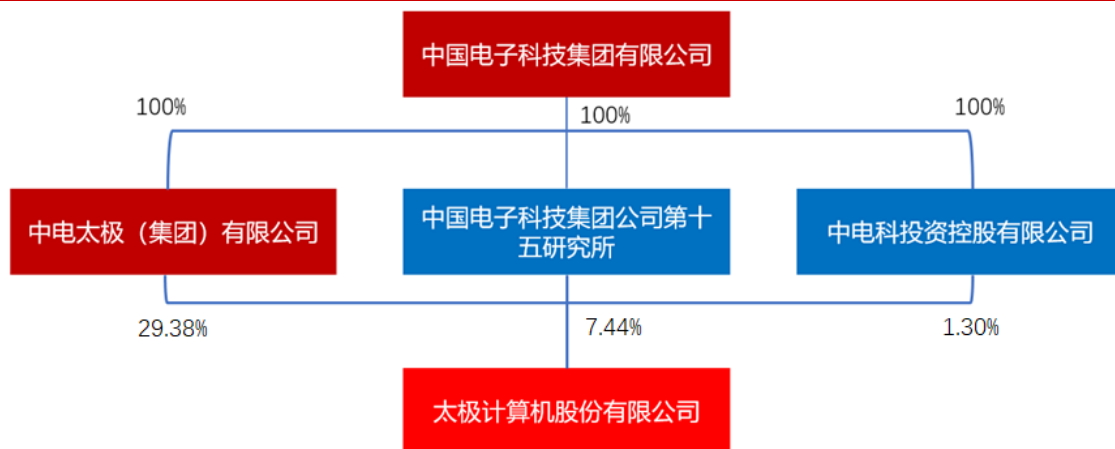 中国电子科技集团有限公司
100%
100%
100%
中电太极（集团）有限公司
中国电子科技集团公司第十
五研究所
中电科投资控股有限公司
29.38%
7.44%
1.30%
太极计算机股份有限公司